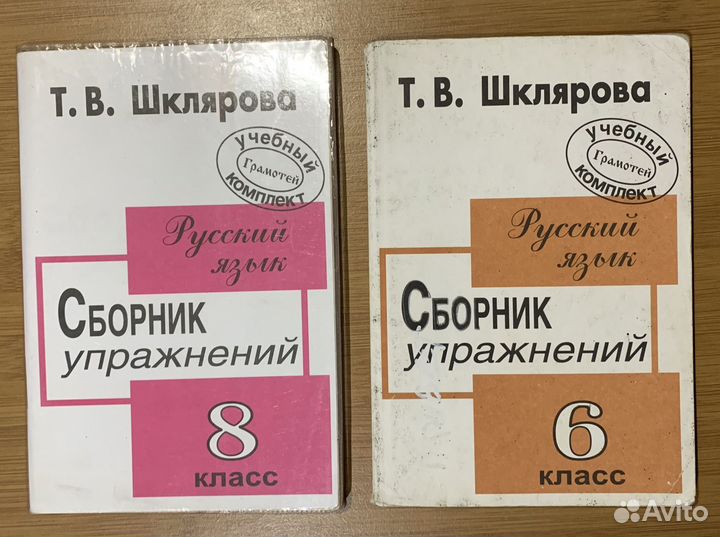 Т. В. Шклярова
учебный
Грамотей
комплект
Русский
язык
Сборник
упражнений
8
класс
Т. В. Шклярова
учебный
Грамотей
комплект
Русский
язык
Сборник
упражнений
6
класс
Avito